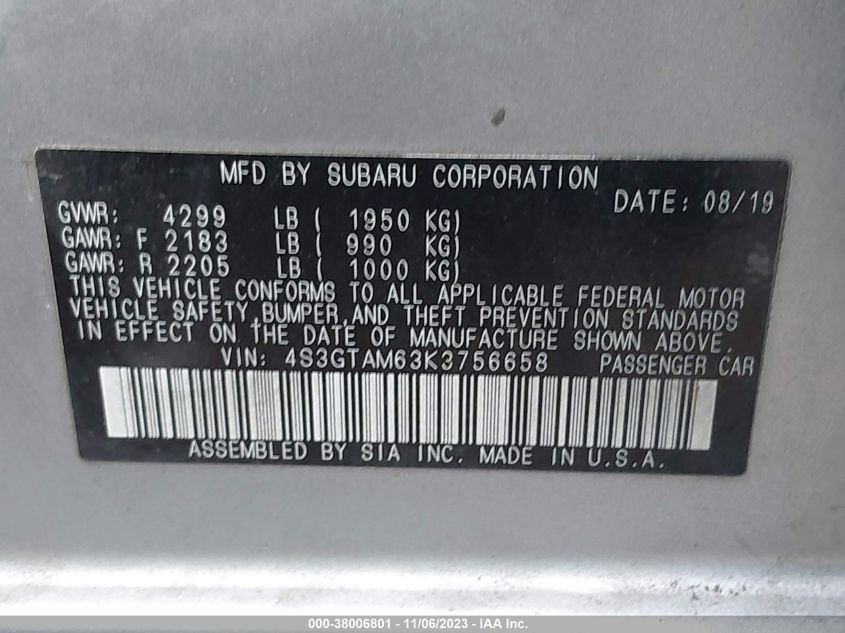 MFD BY SUBARU CORPORATION
DATE: 08/19
GVWR: 4299 LB ( 1950 KG)
GAWR: F 2183 LB ( 990 KG)
GAWR: R 2205 LB ( 1000 KG)
THIS VEHICLE CONFORMS TO ALL APPLICABLE FEDERAL MOTOR
VEHICLE SAFETY,BUMPER,AND THEFT PREVENTION STANDARDS
IN EFFECT ON THE DATE OF MANUFACTURE SHOWN ABOVE.
VIN: 4S3GTAM63K3756658 PASSENGER CAR
ASSEMBLED BY SIA INC. MADE IN U.S.A.
000-38006801 - 11/06/2023 - IAA Inc.